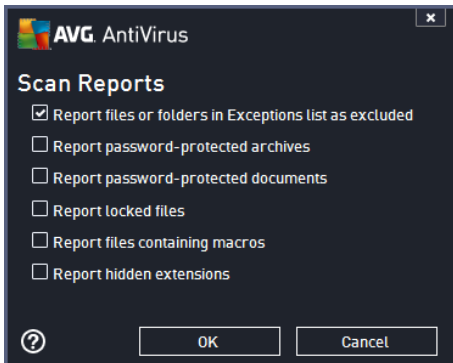 x
AVG. AntiVirus
Scan Reports
Report files or folders in Exceptions list as excluded
Report password-protected archives
Report password-protected documents
Report locked files
Report files containing macros
Report hidden extensions
?
OK
Cancel